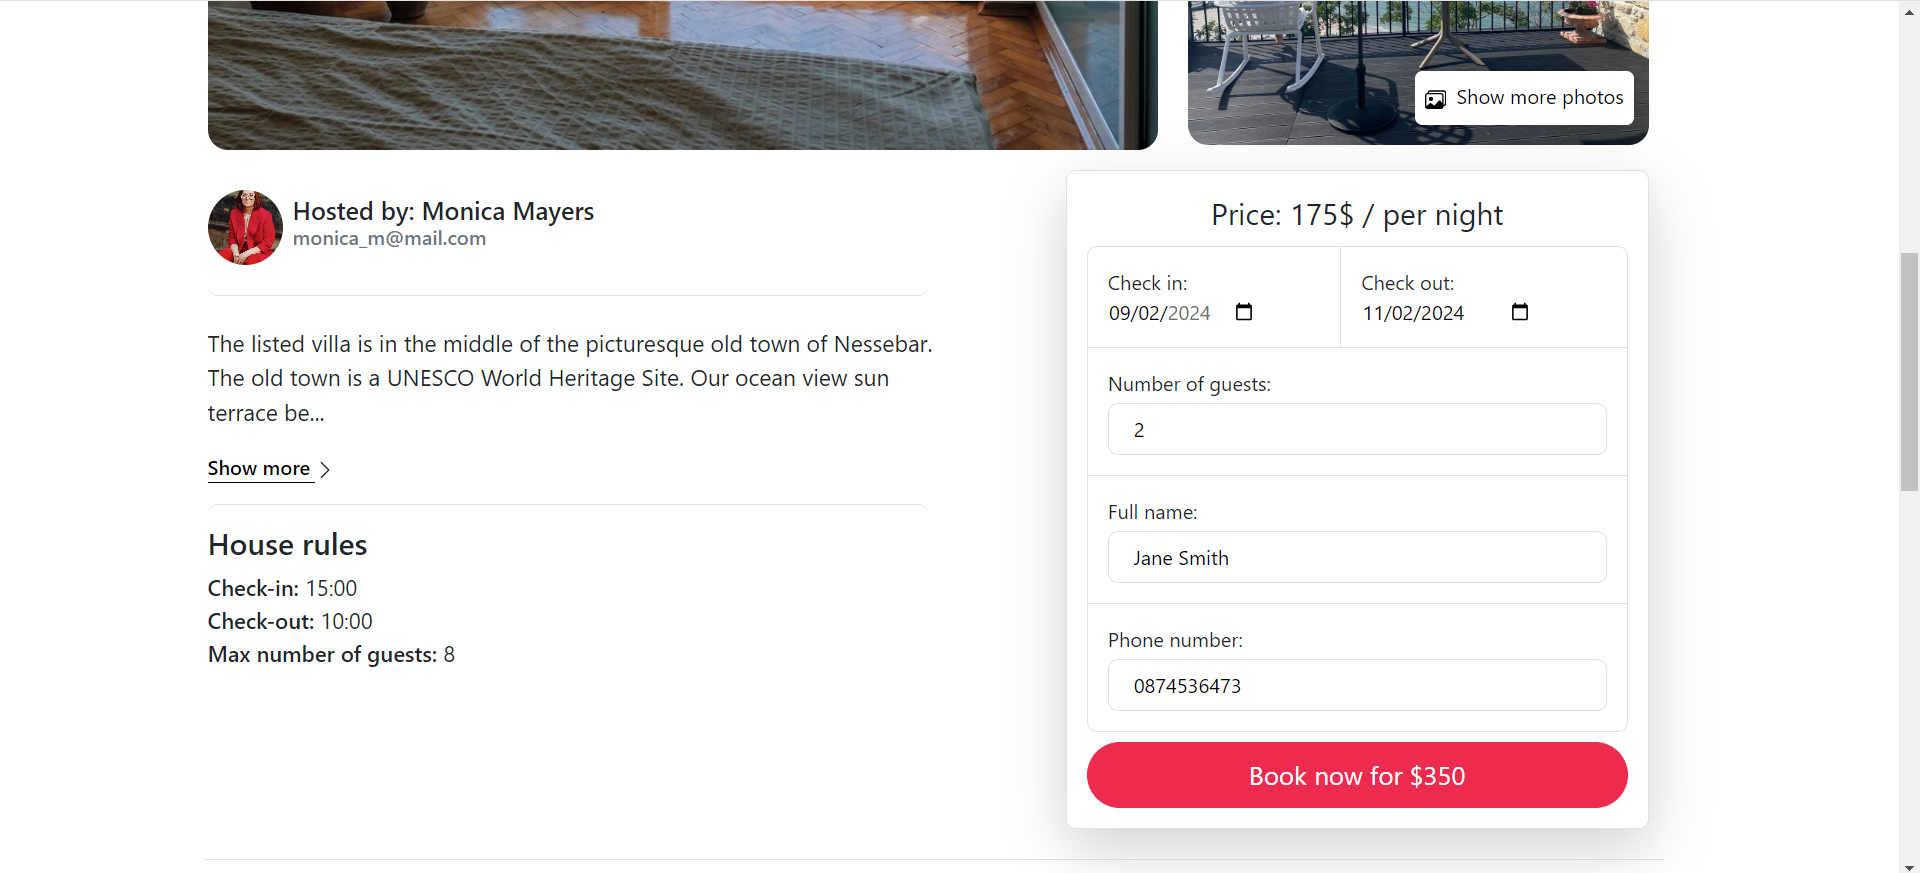 Show more photos
Hosted by: Monica Mayers
monica_m@mail.com
The listed villa is in the middle of the picturesque old town of Nessebar.
The old town is a UNESCO World Heritage Site. Our ocean view sun
terrace be...
Show more
House rules
Check-in: 15:00
Check-out: 10:00
Max number of guests: 8
Price: 175$ / per night
Check in:
09/02/2024
Check out:
11/02/2024
Number of guests:
2
Full name:
Jane Smith
Phone number:
0874536473
Book now for $350